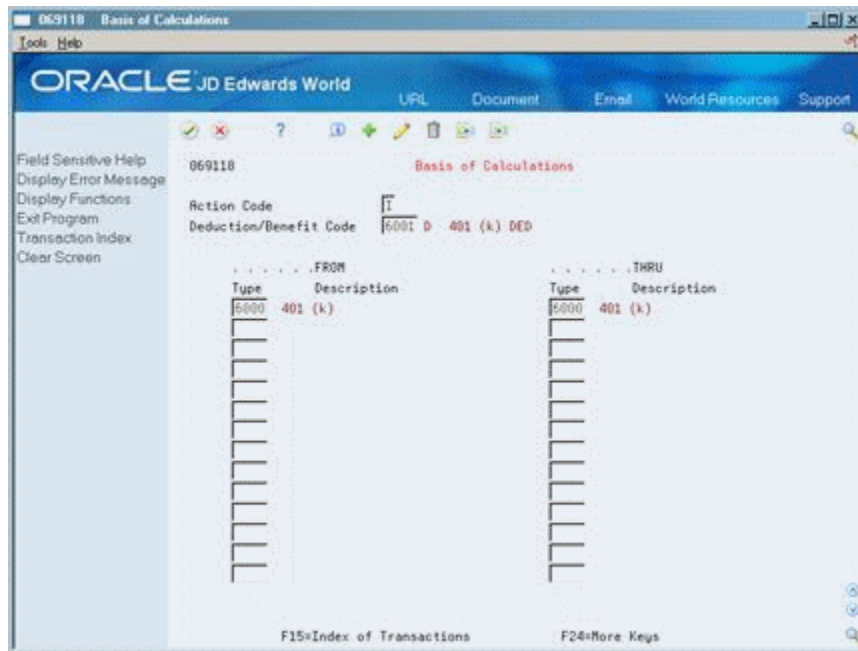 069118 Basis of Calculations
Tools Help
ORACLE JD Edwards World
URL Document Email World Resources Support
Field Sensitive Help
Display Error Message
Display Functions
Exit Program
Transaction Index
Clear Screen
069118 Basis of Calculations
Action Code I
Deduction/Benefit Code 6001 D 401 (k) DED
. . . . . .FROM . . . . . .THRU
Type Description Type Description
6000 401 (k) 6000 401 (k)
F15=Index of Transactions F24=More Keys